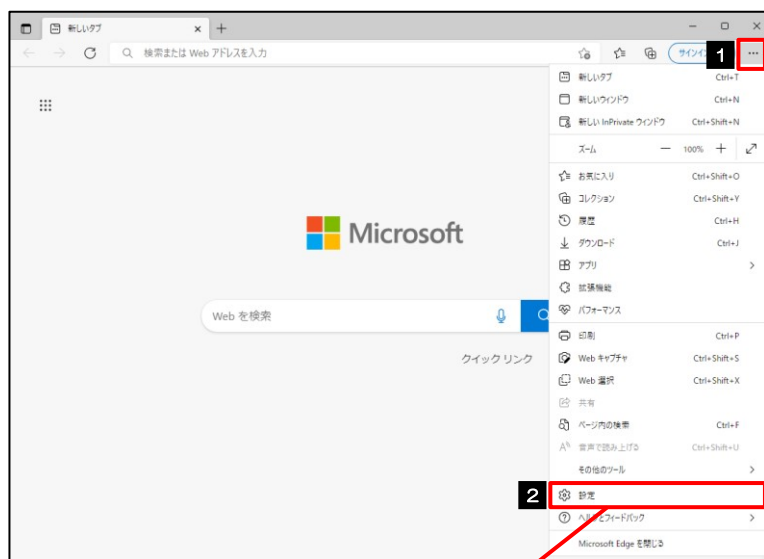 新しいタブ
検索または Web アドレスを入力
1
新しいタブ Ctrl+T
新しいウィンドウ Ctrl+N
新しい InPrivate ウィンドウ Ctrl+Shift+N
ズーム 100%
お気に入り Ctrl+Shift+O
コレクション Ctrl+Shift+Y
履歴 Ctrl+H
ダウンロード Ctrl+J
アプリ
拡張機能
パフォーマンス
Microsoft
Web を検索
クイック リンク
印刷 Ctrl+P
Web キャプチャ Ctrl+Shift+S
Web 選択 Ctrl+Shift+X
共有
ページ内の検索 Ctrl+F
音声で読み上げる Ctrl+Shift+U
その他のツール
2 設定
ヘルプとフィードバック
Microsoft Edge を閉じる